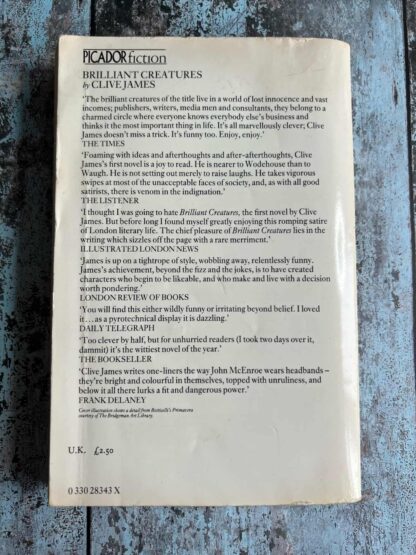 PICADOR fiction
BRILLIANT CREATURES
by CLIVE JAMES
'The brilliant creatures of the title live in a world of lost innocence and vast
incomes; publishers, writers, media men and consultants, they belong to a
charmed circle where everyone knows everybody else's business and
thinks it the most important thing in life. It's all marvellously clever; Clive
James doesn't miss a trick. It's funny too. Enjoy, enjoy.'
THE TIMES
'Foaming with ideas and afterthoughts and after-afterthoughts, Clive
James's first novel is a joy to read. He is nearer to Wodehouse than to
Waugh. He is not setting out merely to raise laughs. He takes vigorous
swipes at most of the unacceptable faces of society, and, as with all good
satirists, there is venom in the indignation.'
THE LISTENER
'I thought I was going to hate Brilliant Creatures, the first novel by Clive
James. But before long I found myself greatly enjoying this romping satire
of London literary life. The chief pleasure of Brilliant Creatures lies in the
writing which sizzles off the page with a rare merriment.'
ILLUSTRATED LONDON NEWS
'James is up on a tightrope of style, wobbling away, relentlessly funny.
James's achievement, beyond the fizz and the jokes, is to have created
characters who begin to be likeable, and who make and live with a decision
worth pondering.'
LONDON REVIEW OF BOOKS
'You will find this either wildly funny or irritating beyond belief. I loved
it . . . as a pyrotechnical display it is dazzling.'
DAILY TELEGRAPH
'Too clever by half, but for unhurried readers (I took two days over it,
dammit) it's the wittiest novel of the year.'
THE BOOKSELLER
'Clive James writes one-liners the way John McEnroe wears headbands –
they're bright and colourful in themselves, topped with unruliness, and
below it all there lurks a fit and dangerous power.'
FRANK DELANEY
Cover illustration shows a detail from Botticelli's Primavera
courtesy of The Bridgeman Art Library.
U.K. £2.50
0 330 28343 X